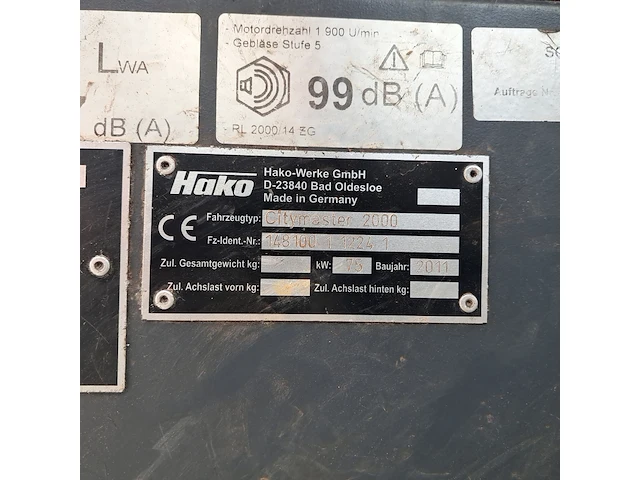 Motordrehzahl 1 900 U/min
Gebläse Stufe 5
LWA
99 dB (A)
dB (A)
Auftrags
RL 2000/14 EG
Hako
Hako-Werke GmbH
D-23840 Bad Oldesloe
Made in Germany
CE
Fahrzeugtyp: Citymaster 2000
Fz-Ident.-Nr.:
Zul. Gesamtgewicht kg: kW: 75 Baujahr: 2011
Zul. Achslast vorn kg: Zul. Achslast hinten kg: